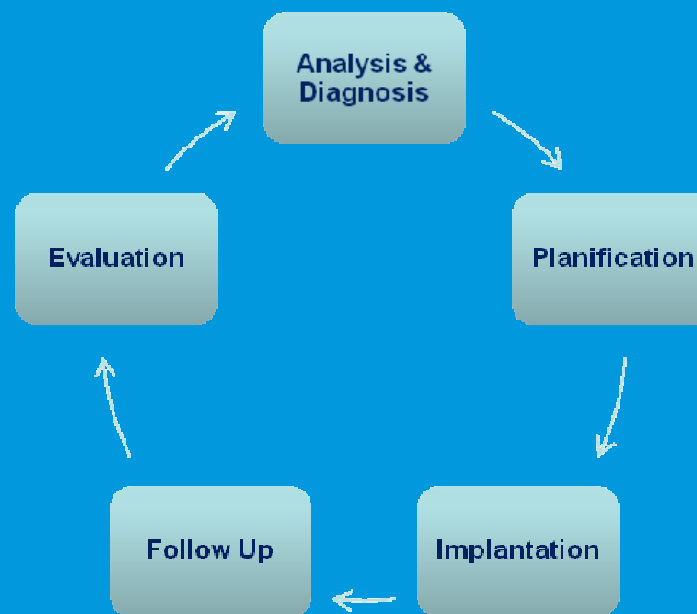 Analysis &
Diagnosis
Evaluation
Planification
Follow Up
Implantation